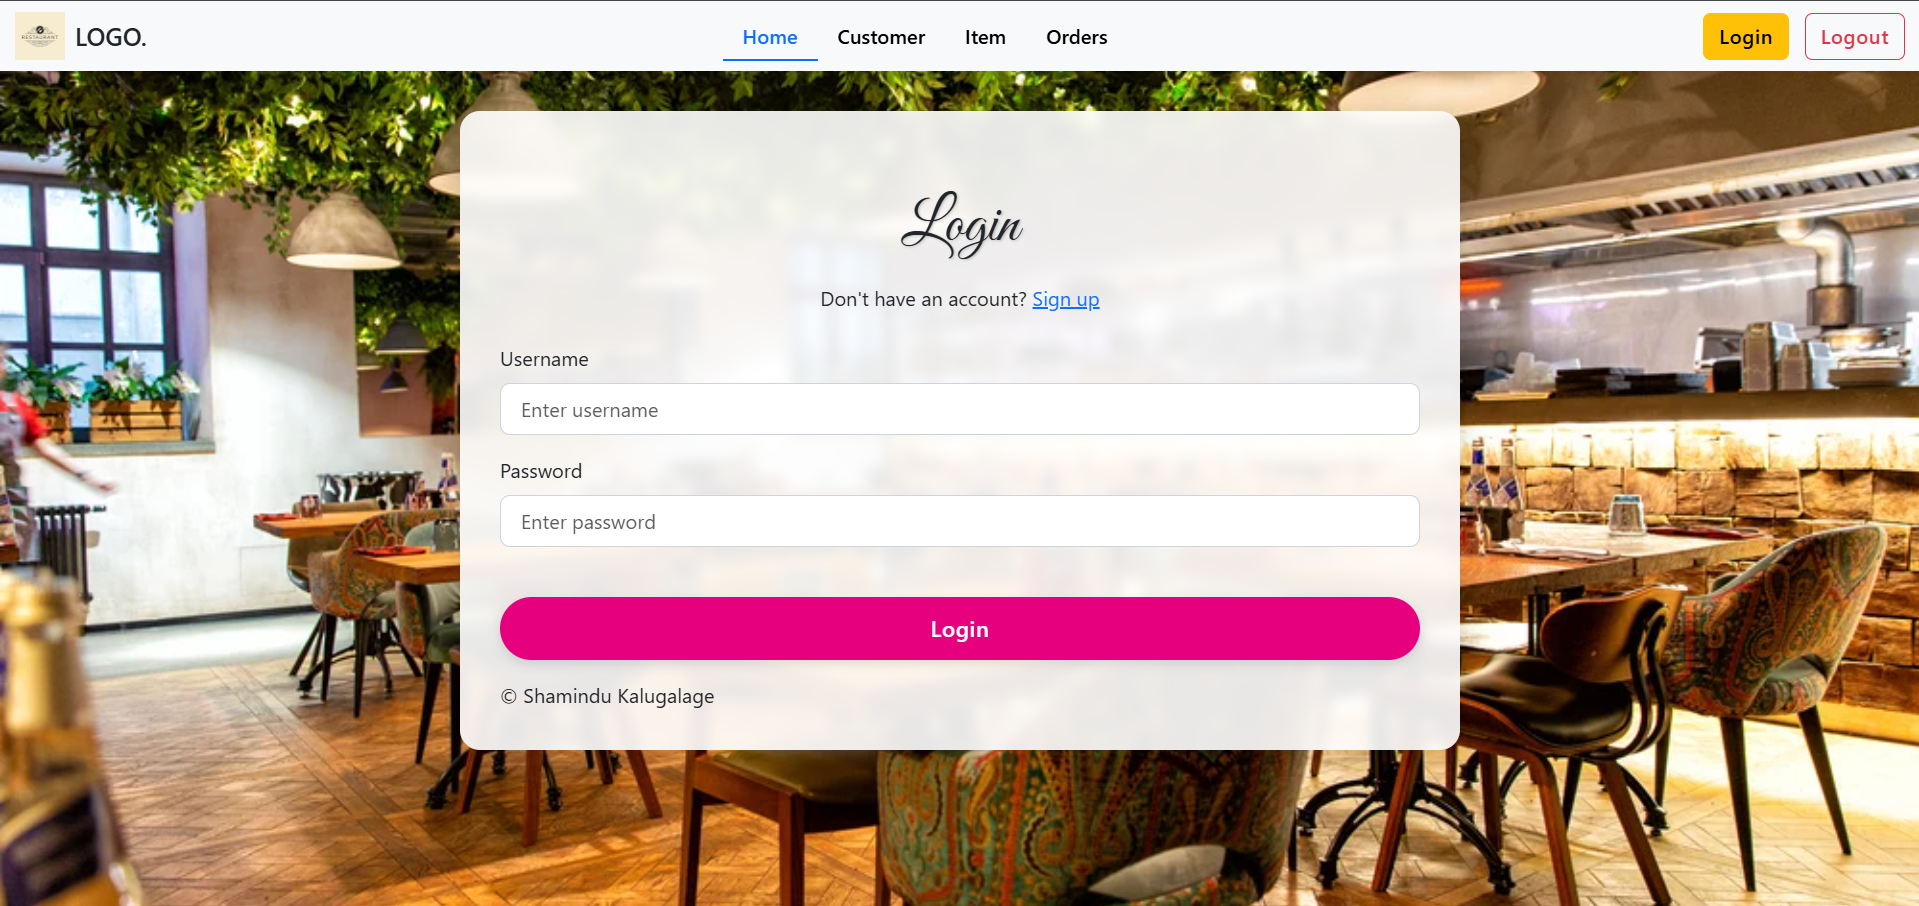 RESTAURANT
LOGO.
Home
Customer
Item
Orders
Login
Logout
Login
Don't have an account? Sign up
Username
Enter username
Password
Enter password
Login
© Shamindu Kalugalage